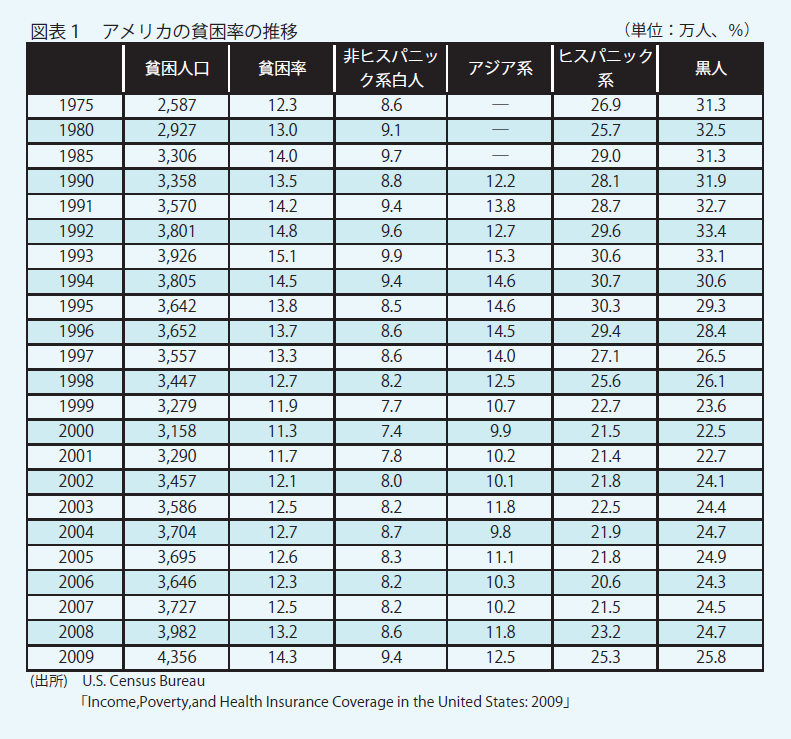 図表１　アメリカの貧困率の推移　（単位：万人、％）
貧困人口　貧困率　非ヒスパニック系白人　アジア系　ヒスパニック系　黒人
1975 2,587 12.3 8.6 ― 26.9 31.3
1980 2,927 13.0 9.1 ― 25.7 32.5
1985 3,306 14.0 9.7 ― 29.0 31.3
1990 3,358 13.5 8.8 12.2 28.1 31.9
1991 3,570 14.2 9.4 13.8 28.7 32.7
1992 3,801 14.8 9.6 12.7 29.6 33.4
1993 3,926 15.1 9.9 15.3 30.6 33.1
1994 3,805 14.5 9.4 14.6 30.7 30.6
1995 3,642 13.8 8.5 14.6 30.3 29.3
1996 3,652 13.7 8.6 14.5 29.4 28.4
1997 3,557 13.3 8.6 14.0 27.1 26.5
1998 3,447 12.7 8.2 12.5 25.6 26.1
1999 3,279 11.9 7.7 10.7 22.7 23.6
2000 3,158 11.3 7.4 9.9 21.5 22.5
2001 3,290 11.7 7.8 10.2 21.4 22.7
2002 3,457 12.1 8.0 10.1 21.8 24.1
2003 3,586 12.5 8.2 11.8 22.5 24.4
2004 3,704 12.7 8.7 9.8 21.9 24.7
2005 3,695 12.6 8.3 11.1 21.8 24.9
2006 3,646 12.3 8.2 10.3 20.6 24.3
2007 3,727 12.5 8.2 10.2 21.5 24.5
2008 3,982 13.2 8.6 11.8 23.2 24.7
2009 4,356 14.3 9.4 12.5 25.3 25.8
(出所)　U.S. Census Bureau
「Income,Poverty,and Health Insurance Coverage in the United States: 2009」